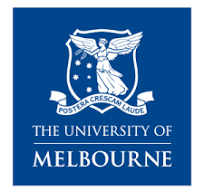 POSTERA CRESCAM LAUDE
THE UNIVERSITY OF
MELBOURNE